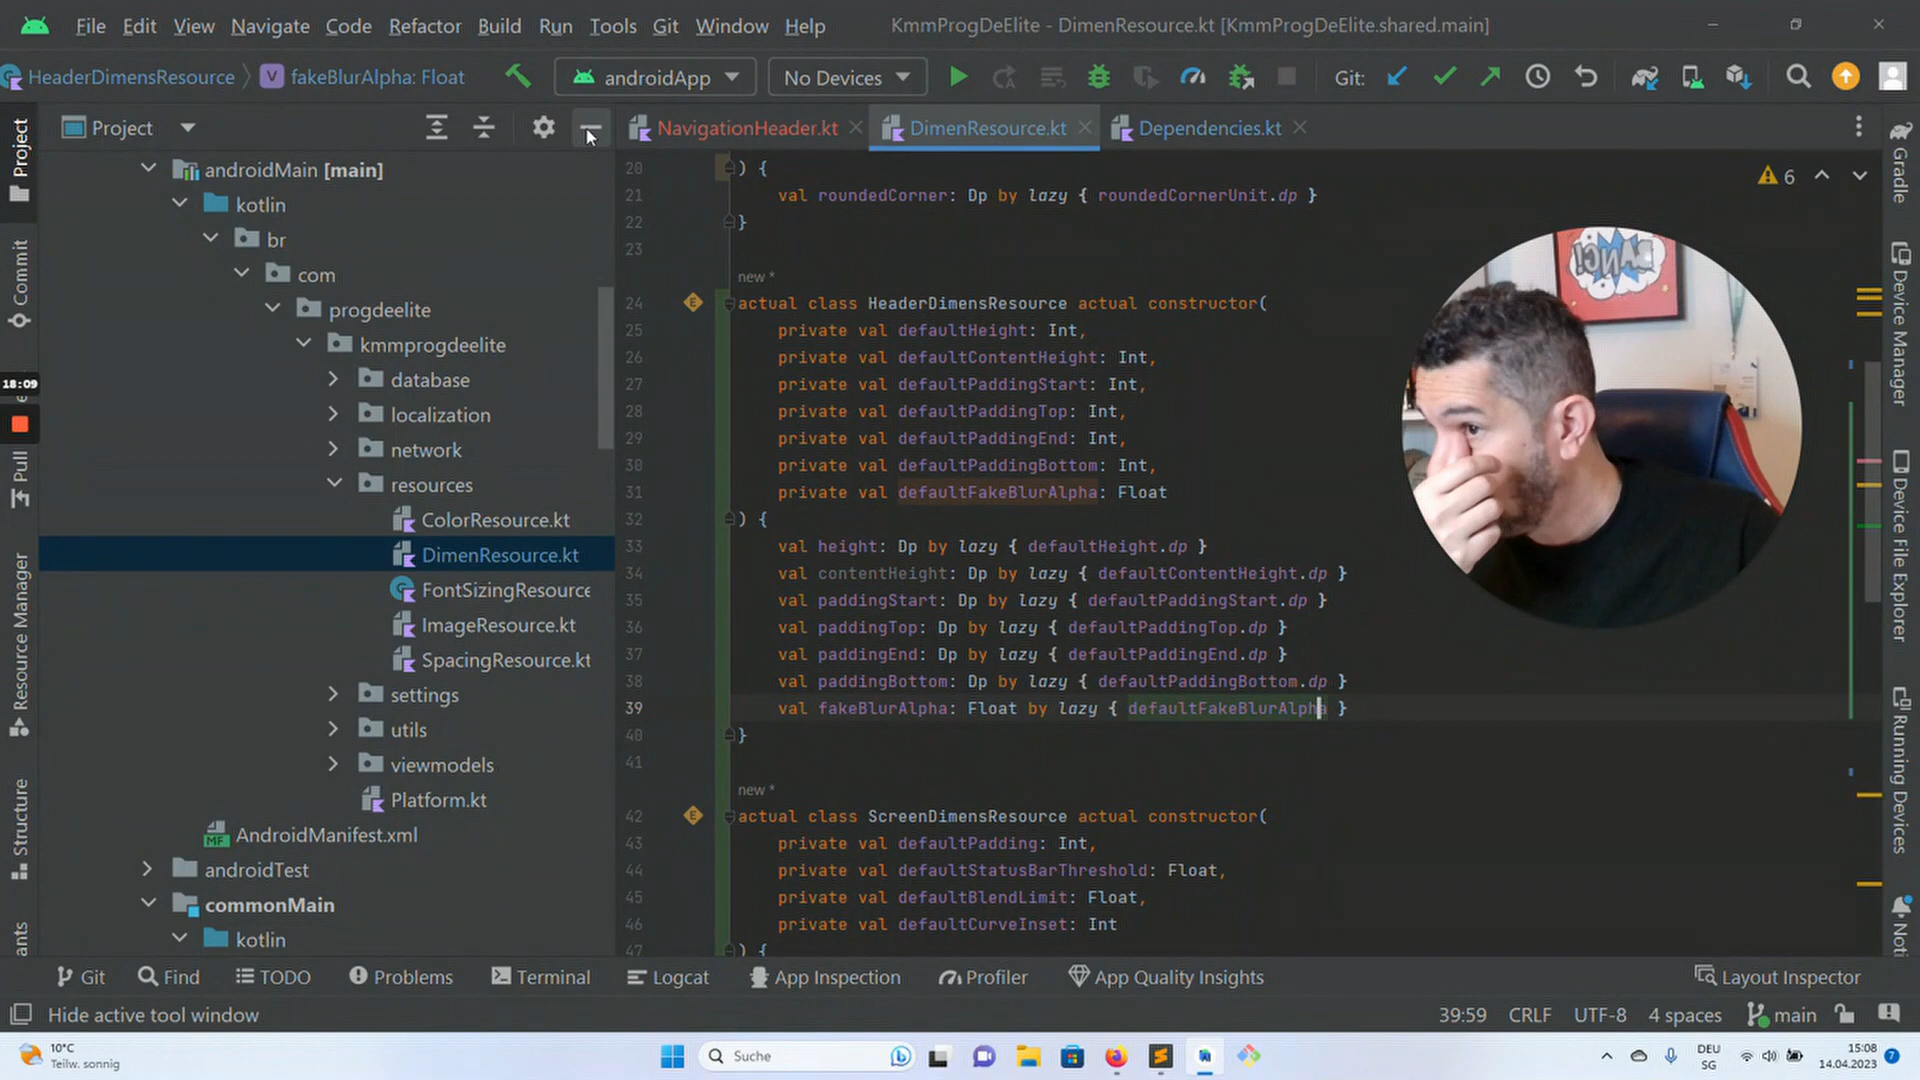 File Edit View Navigate Code Refactor Build Run Tools Git Window Help KmmProgDeElite - DimenResource.kt [KmmProgDeElite.shared.main]
HeaderDimensResource fakeBlurAlpha: Float androidApp No Devices Git:
Project
NavigationHeader.kt DimenResource.kt Dependencies.kt
androidMain [main]
kotlin
br
com
progdeelite
kmmprogdeelite
database
localization
network
resources
ColorResource.kt
DimenResource.kt
FontSizingResource
ImageResource.kt
SpacingResource.kt
settings
utils
viewmodels
Platform.kt
AndroidManifest.xml
androidTest
commonMain
kotlin
Project
Commit
18:09
Pull
Resource Manager
Structure
ants
6
20 ) {
21 val roundedCorner: Dp by lazy { roundedCornerUnit.dp }
22 }
23
new *
24 actual class HeaderDimensResource actual constructor(
25 private val defaultHeight: Int,
26 private val defaultContentHeight: Int,
27 private val defaultPaddingStart: Int,
28 private val defaultPaddingTop: Int,
29 private val defaultPaddingEnd: Int,
30 private val defaultPaddingBottom: Int,
31 private val defaultFakeBlurAlpha: Float
32 ) {
33 val height: Dp by lazy { defaultHeight.dp }
34 val contentHeight: Dp by lazy { defaultContentHeight.dp }
35 val paddingStart: Dp by lazy { defaultPaddingStart.dp }
36 val paddingTop: Dp by lazy { defaultPaddingTop.dp }
37 val paddingEnd: Dp by lazy { defaultPaddingEnd.dp }
38 val paddingBottom: Dp by lazy { defaultPaddingBottom.dp }
39 val fakeBlurAlpha: Float by lazy { defaultFakeBlurAlpha }
40 }
41
new *
42 actual class ScreenDimensResource actual constructor(
43 private val defaultPadding: Int,
44 private val defaultStatusBarThreshold: Float,
45 private val defaultBlendLimit: Float,
46 private val defaultCurveInset: Int
47 ) {
Gradle
Device Manager
Device File Explorer
Running Devices
Noti
Git Find TODO Problems Terminal Logcat App Inspection Profiler App Quality Insights Layout Inspector
Hide active tool window 39:59 CRLF UTF-8 4 spaces main
10°C
Teilw. sonnig
Suche
DEU
SG
15:08
14.04.2023
7